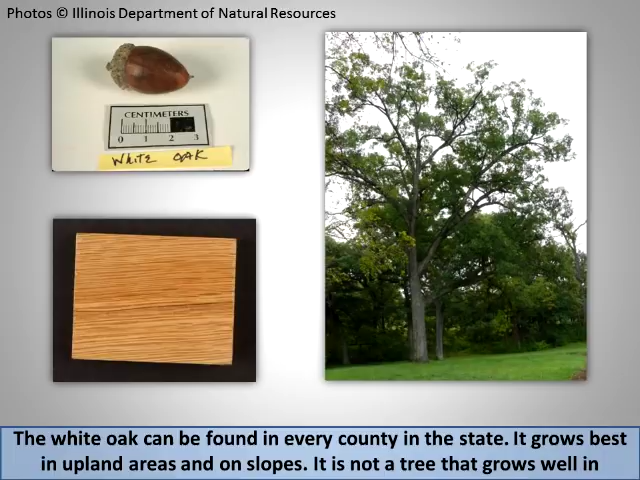 Photos © Illinois Department of Natural Resources
CENTIMETERS
0 1 2 3
WHITE OAK
The white oak can be found in every county in the state. It grows best
in upland areas and on slopes. It is not a tree that grows well in